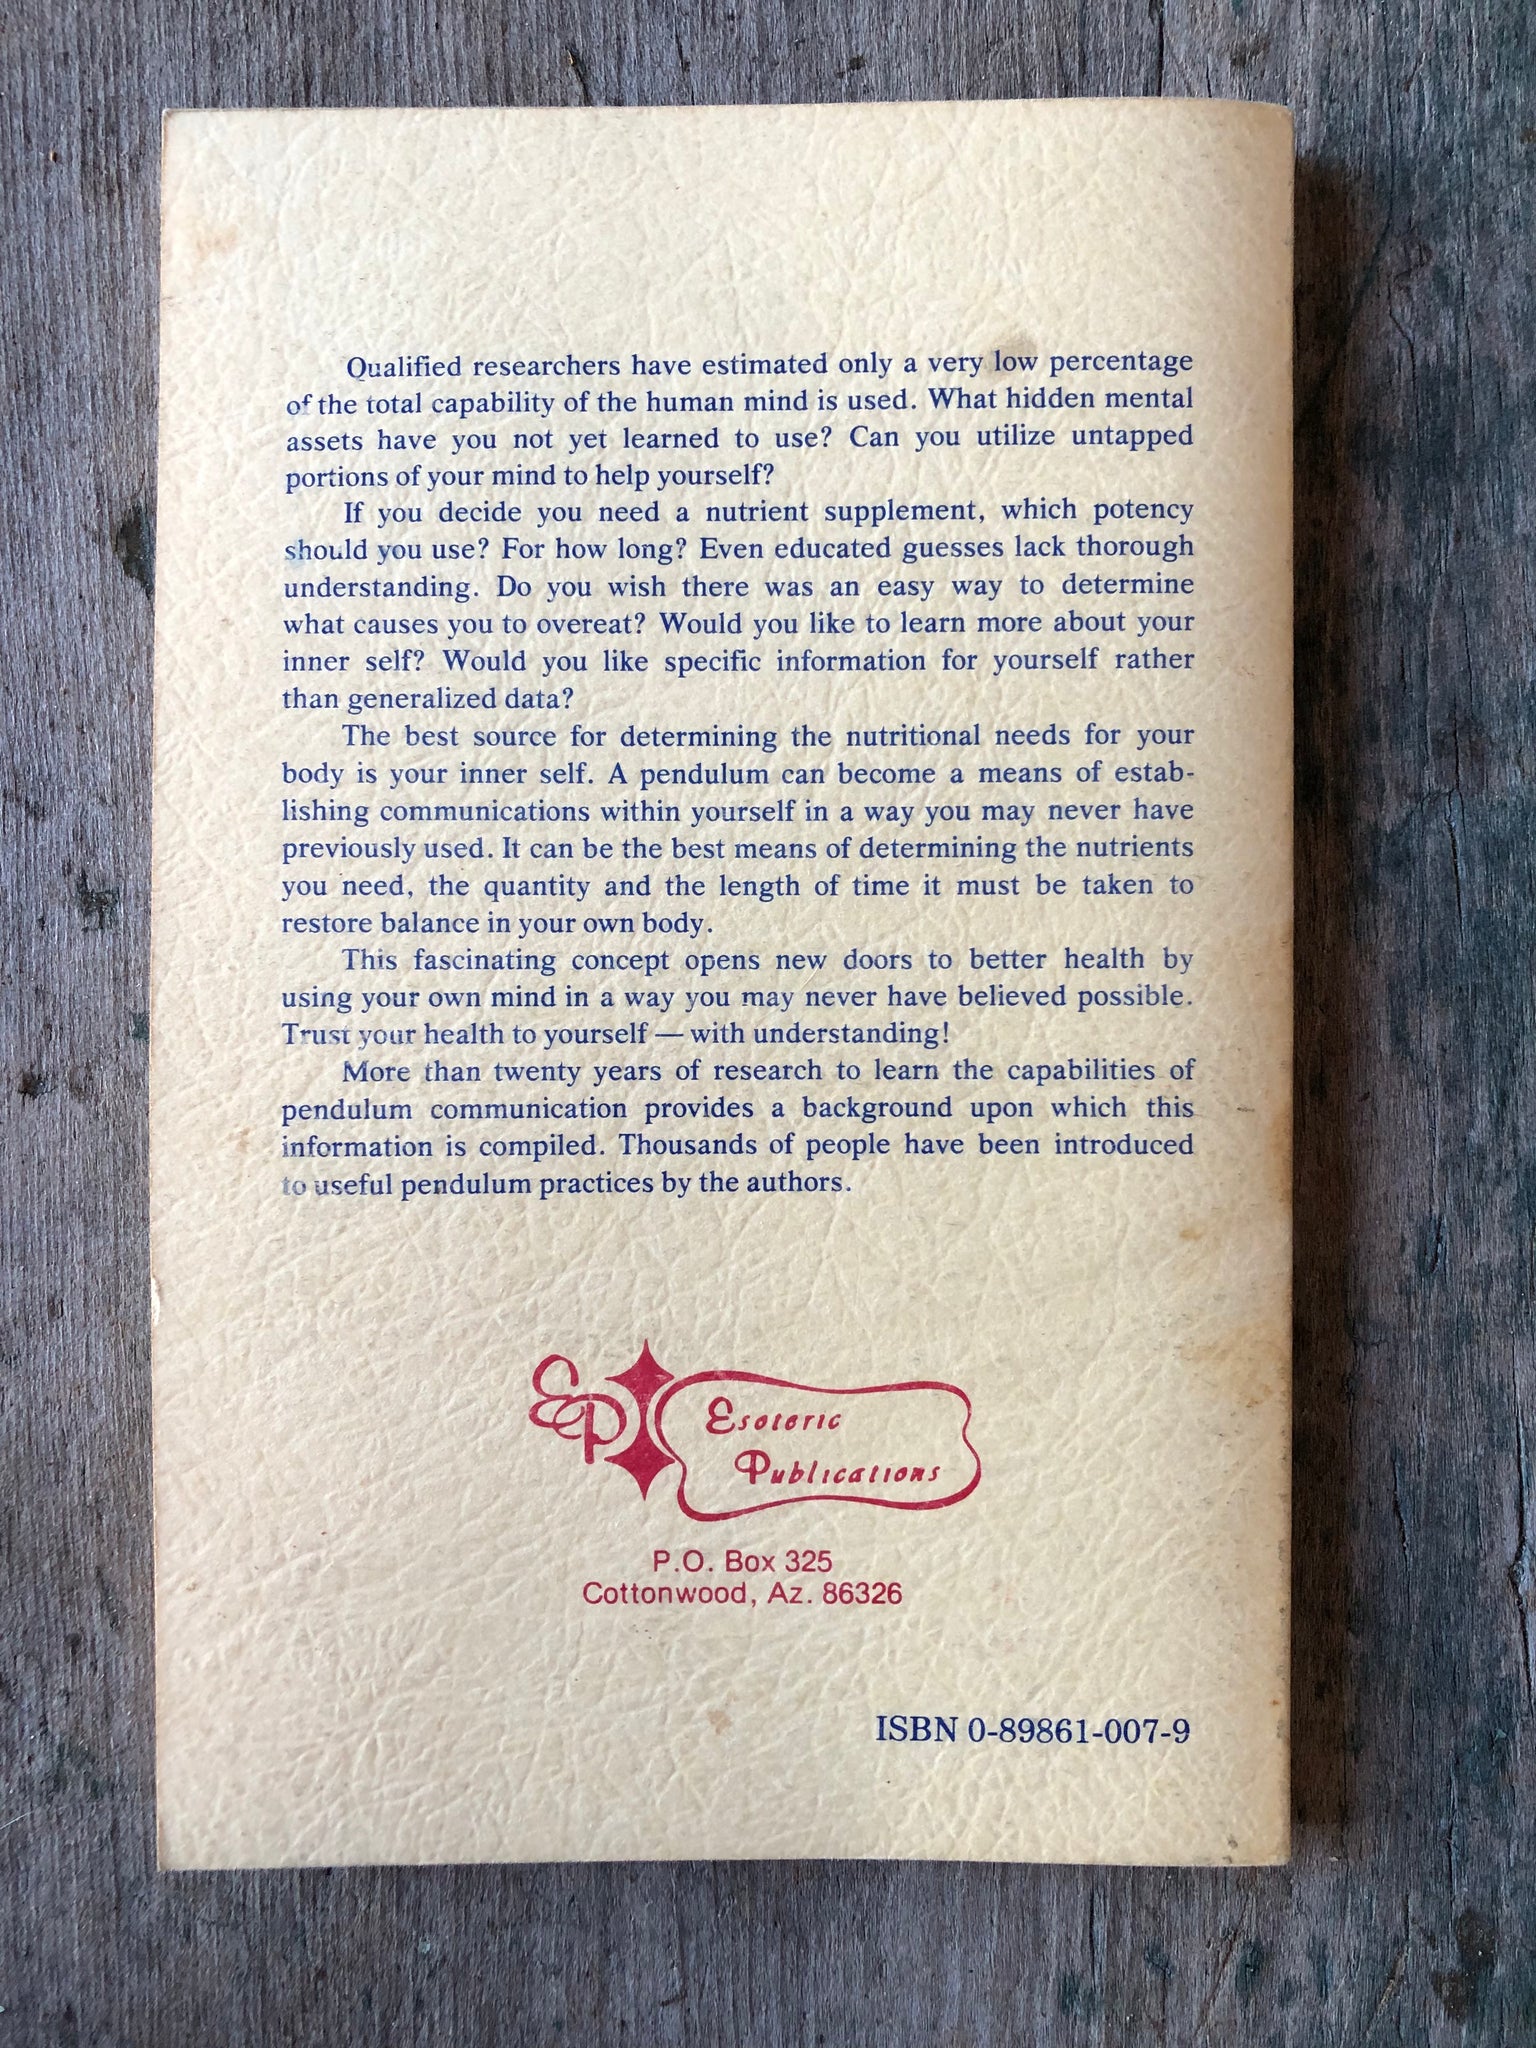 Qualified researchers have estimated only a very low percentage
of the total capability of the human mind is used. What hidden mental
assets have you not yet learned to use? Can you utilize untapped
portions of your mind to help yourself?
If you decide you need a nutrient supplement, which potency
should you use? For how long? Even educated guesses lack thorough
understanding. Do you wish there was an easy way to determine
what causes you to overeat? Would you like to learn more about your
inner self? Would you like specific information for yourself rather
than generalized data?
The best source for determining the nutritional needs for your
body is your inner self. A pendulum can become a means of estab-
lishing communications within yourself in a way you may never have
previously used. It can be the best means of determining the nutrients
you need, the quantity and the length of time it must be taken to
restore balance in your own body.
This fascinating concept opens new doors to better health by
using your own mind in a way you may never have believed possible.
Trust your health to yourself — with understanding!
More than twenty years of research to learn the capabilities of
pendulum communication provides a background upon which this
information is compiled. Thousands of people have been introduced
to useful pendulum practices by the authors.
EP
Esoteric
Publications
P.O. Box 325
Cottonwood, Az. 86326
ISBN 0-89861-007-9